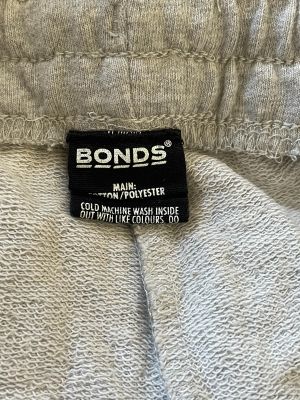 BONDS®
MAIN:
COTTON/POLYESTER
COLD MACHINE WASH INSIDE
OUT WITH LIKE COLOURS. DO